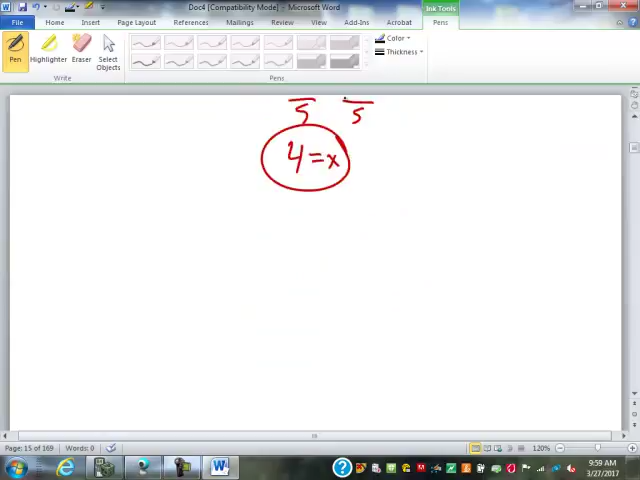 Doc4 [Compatibility Mode] - Microsoft Word
Ink Tools
File Home Insert Page Layout References Mailings Review View Add-Ins Acrobat Pens
Pen Highlighter Eraser Select Objects
Color
Thickness
Write Pens
5 5
4=x
Page: 15 of 169 Words: 0 120%
9:59 AM
3/27/2017